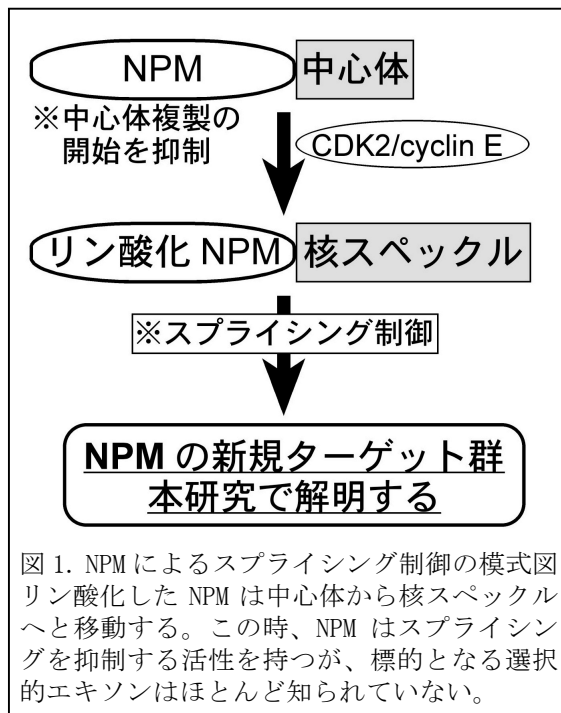 NPM 中心体
※中心体複製の
開始を抑制
CDK2/cyclin E
リン酸化 NPM 核スペックル
※スプライシング制御
NPM の新規ターゲット群
本研究で解明する
図 1. NPM によるスプライシング制御の模式図
リン酸化した NPM は中心体から核スペックル
へと移動する。この時、NPM はスプライシン
グを抑制する活性を持つが、標的となる選択
的エキソンはほとんど知られていない。